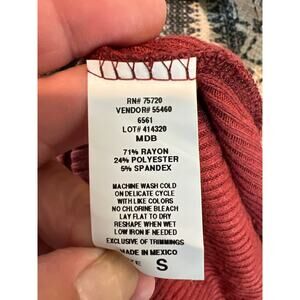 RN# 75720
VENDOR# 55460
6561
LOT# 414320
MDB
71% RAYON
24% POLYESTER
5% SPANDEX
MACHINE WASH COLD
ON DELICATE CYCLE
WITH LIKE COLORS
NO CHLORINE BLEACH
LAY FLAT TO DRY
RESHAPE WHEN WET
LOW IRON IF NEEDED
EXCLUSIVE OF TRIMMINGS
MADE IN MEXICO
S